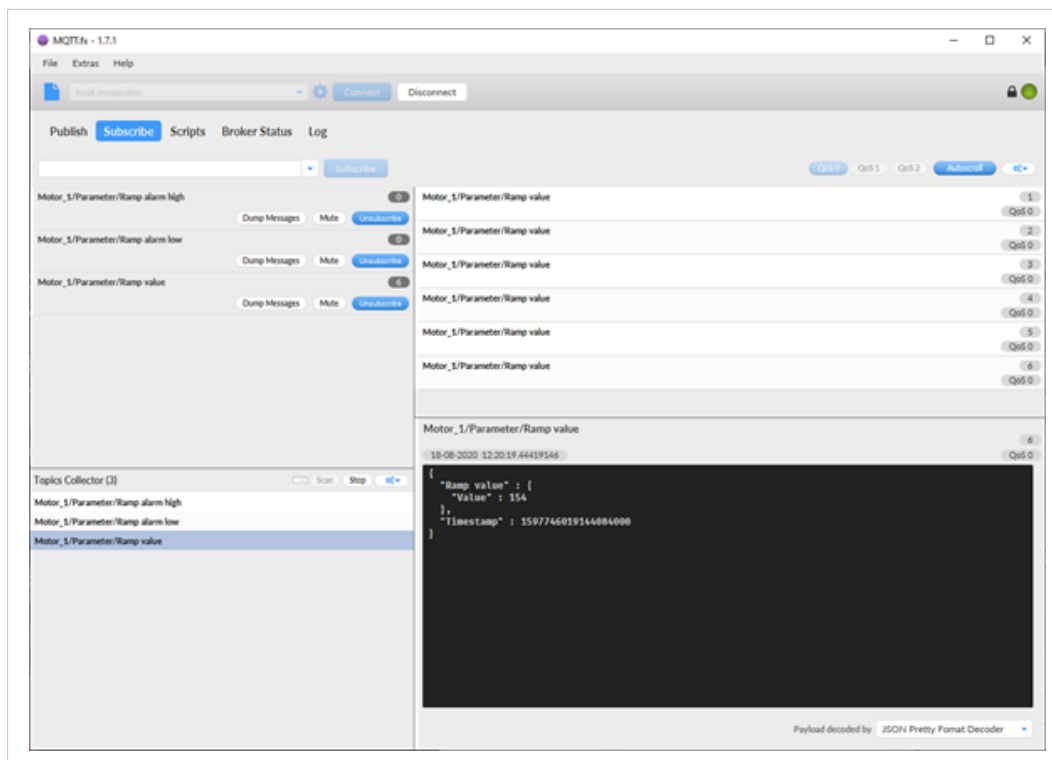 MQTT.fx - 1.7.1
File Extras Help
local mosquitto Connect Disconnect
Publish Subscribe Scripts Broker Status Log
Subscribe QoS 0 QoS 1 QoS 2 Autoscroll
Motor_1/Parameter/Ramp alarm high 0
Dump Messages Mute Unsubscribe
Motor_1/Parameter/Ramp alarm low 0
Dump Messages Mute Unsubscribe
Motor_1/Parameter/Ramp value 6
Dump Messages Mute Unsubscribe
Motor_1/Parameter/Ramp value 1
QoS 0
Motor_1/Parameter/Ramp value 2
QoS 0
Motor_1/Parameter/Ramp value 3
QoS 0
Motor_1/Parameter/Ramp value 4
QoS 0
Motor_1/Parameter/Ramp value 5
QoS 0
Motor_1/Parameter/Ramp value 6
QoS 0
Topics Collector (3) Scan Stop
Motor_1/Parameter/Ramp alarm high
Motor_1/Parameter/Ramp alarm low
Motor_1/Parameter/Ramp value
Motor_1/Parameter/Ramp value 6
18-08-2020 12:20:19.44419146 QoS 0
{
"Ramp value" : {
"Value" : 154
},
"Timestamp" : 1597746019144084000
}
Payload decoded by JSON Pretty Fomat Decoder